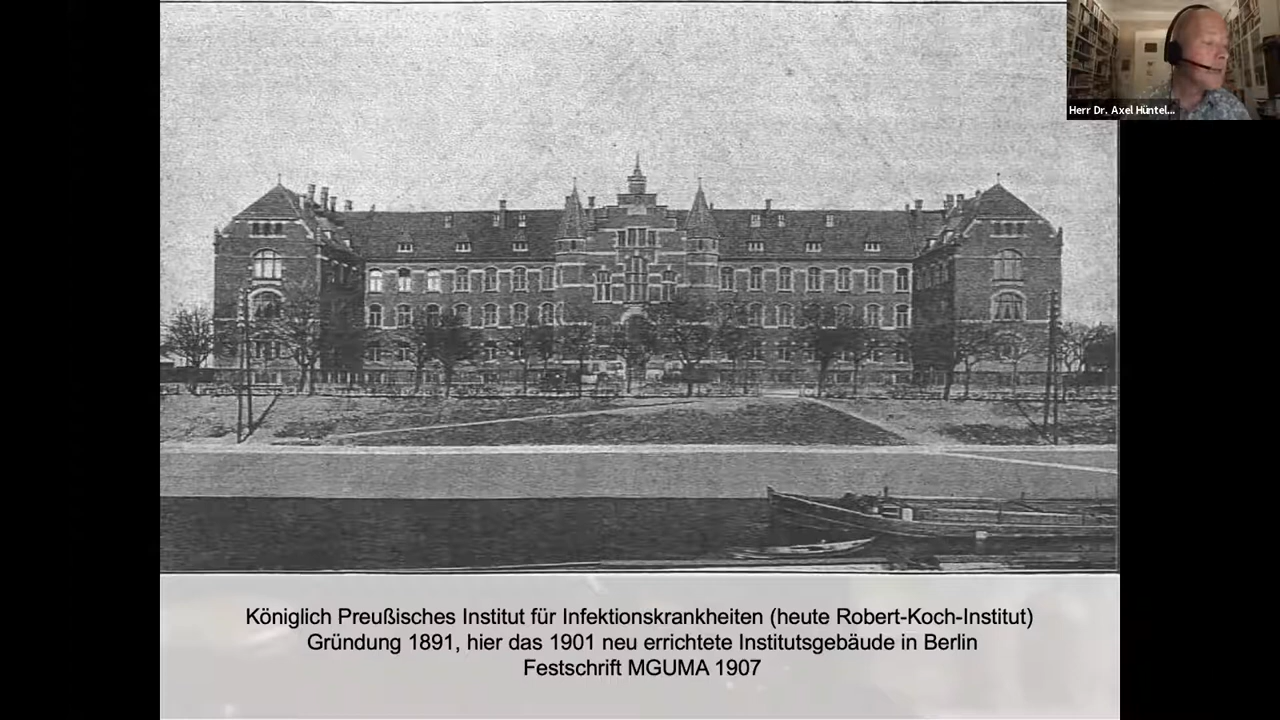 Herr Dr. Axel Hüntel...
Königlich Preußisches Institut für Infektionskrankheiten (heute Robert-Koch-Institut)
Gründung 1891, hier das 1901 neu errichtete Institutsgebäude in Berlin
Festschrift MGUMA 1907